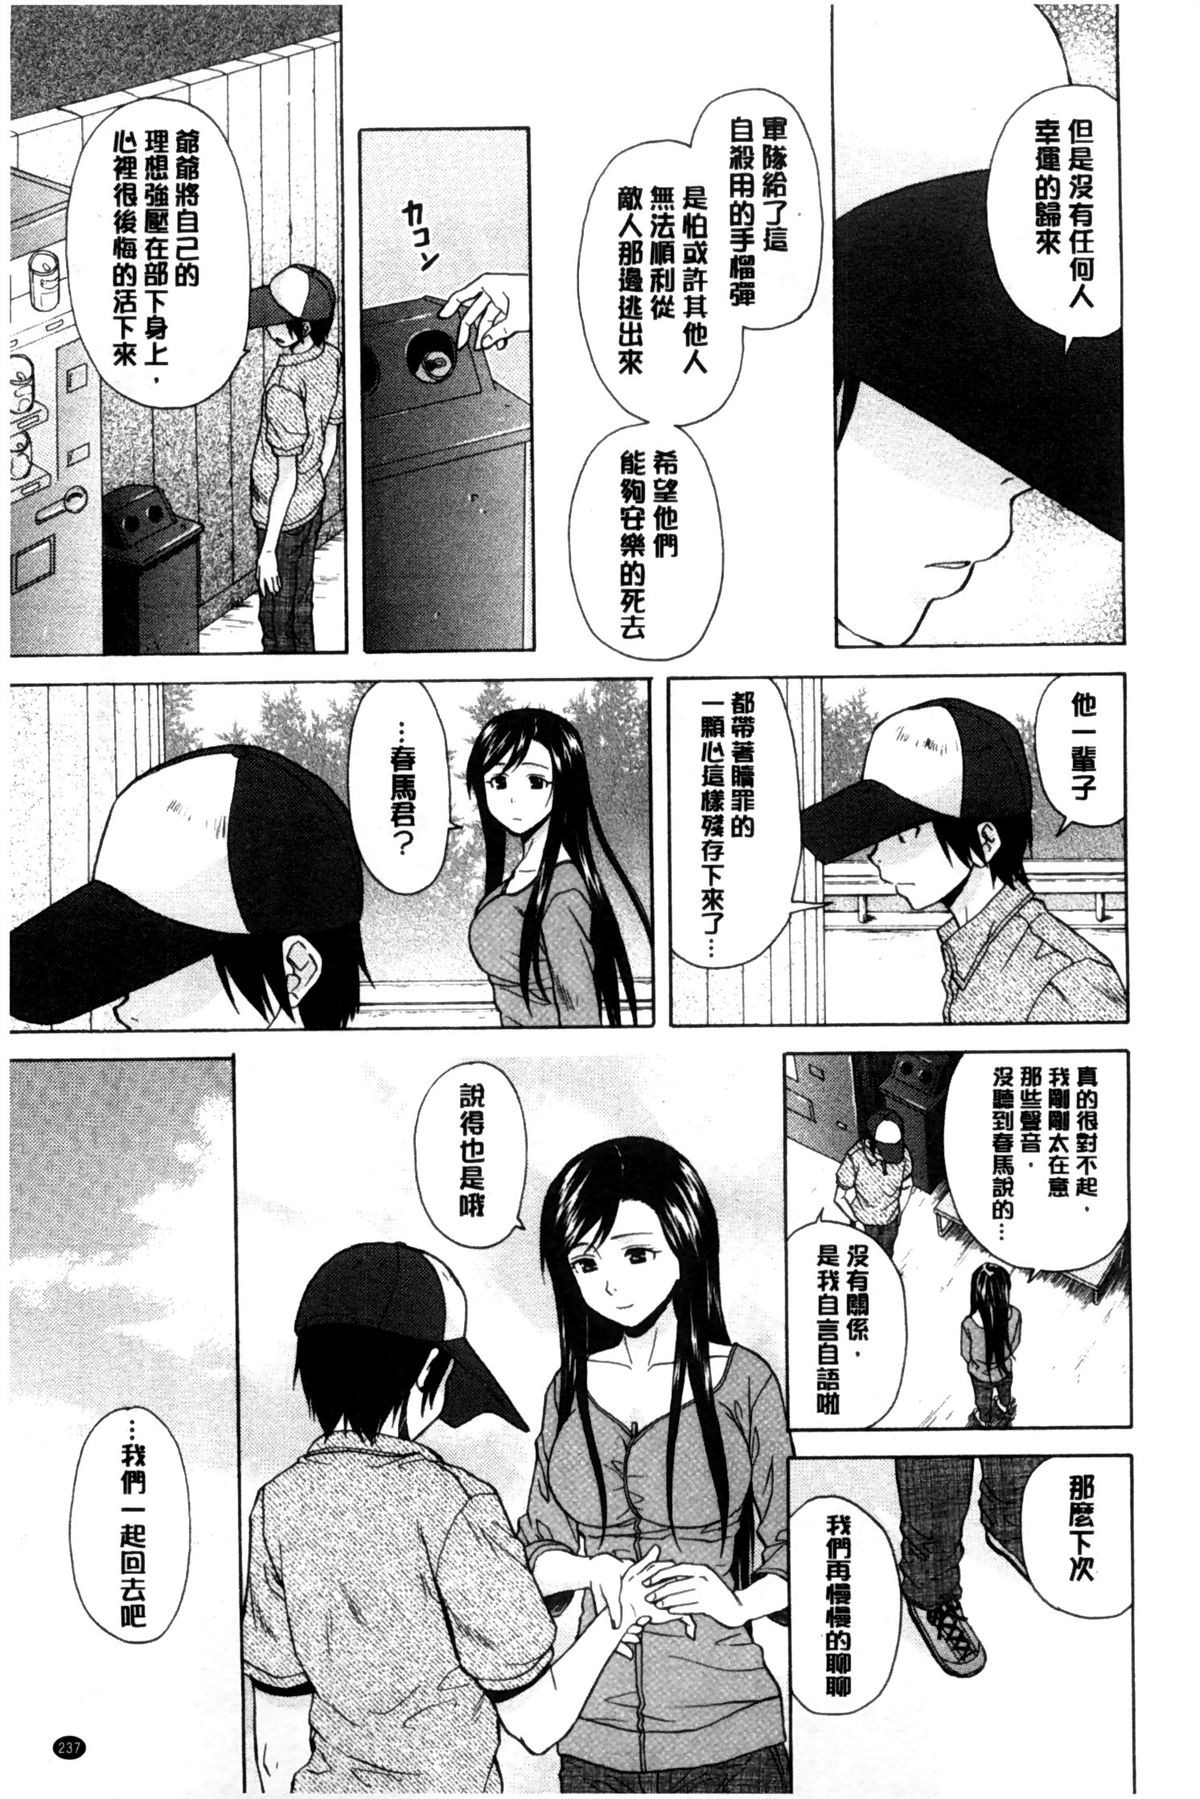 但是沒有任何人
幸運的歸來
軍隊給了這
自殺用的手榴彈
是怕或許其他人
無法順利從
敵人那邊逃出來
希望他們
能夠安樂的死去
カコン
爺爺將自己的
理想強壓在部下身上，
心裡很後悔的活下來
他一輩子
都帶著贖罪的
一顆心這樣殘存下來了…
…春馬君？
真的很對不起，
我剛剛太在意
那些聲音，
沒聽到春馬說的…
沒有關係，
是我自言自語啦
那麼下次
我們再慢慢的聊聊
說得也是哦
…我們一起回去吧
237